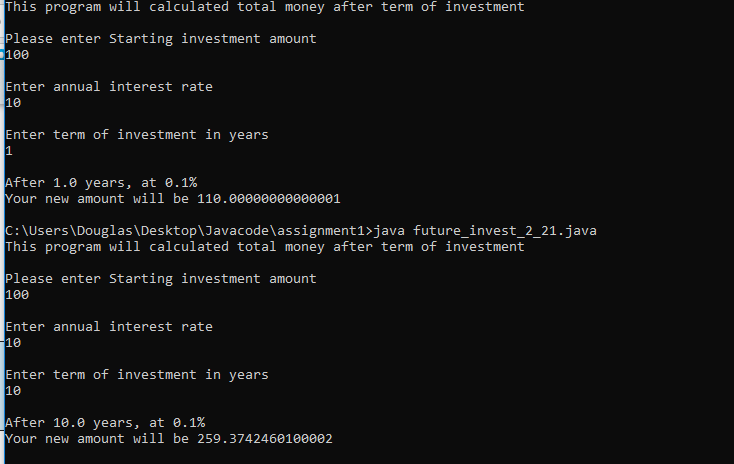 This program will calculated total money after term of investment
Please enter Starting investment amount
100
Enter annual interest rate
10
Enter term of investment in years
1
After 1.0 years, at 0.1%
Your new amount will be 110.00000000000001
C:\Users\Douglas\Desktop\Javacode\assignment1>java future_invest_2_21.java
This program will calculated total money after term of investment
Please enter Starting investment amount
100
Enter annual interest rate
10
Enter term of investment in years
10
After 10.0 years, at 0.1%
Your new amount will be 259.3742460100002